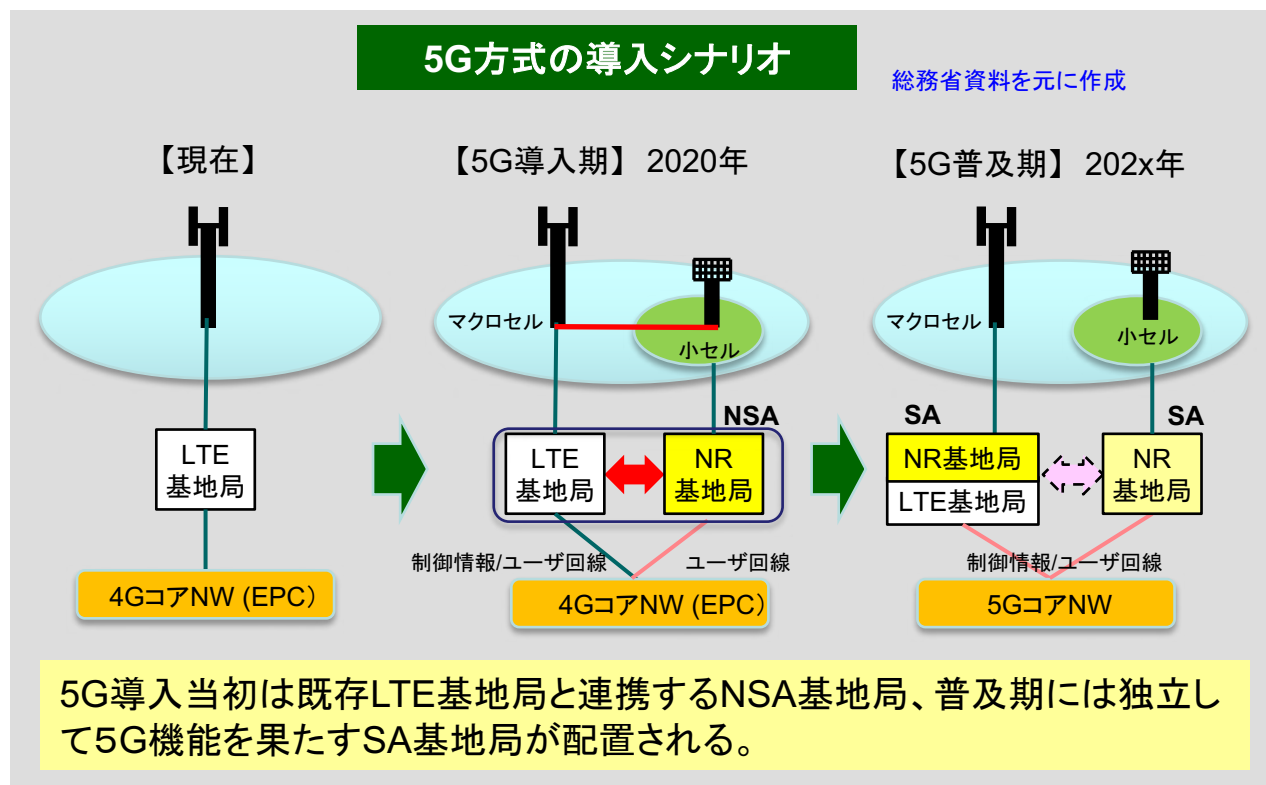 5G方式の導入シナリオ
総務省資料を元に作成
【現在】
LTE
基地局
4GコアNW (EPC）
【5G導入期】 2020年
マクロセル
小セル
NSA
LTE
基地局
NR
基地局
制御情報/ユーザ回線
ユーザ回線
4GコアNW (EPC）
【5G普及期】 202x年
マクロセル
小セル
SA
SA
NR基地局
LTE基地局
NR
基地局
制御情報/ユーザ回線
5GコアNW
5G導入当初は既存LTE基地局と連携するNSA基地局、普及期には独立し
て５G機能を果たすSA基地局が配置される。